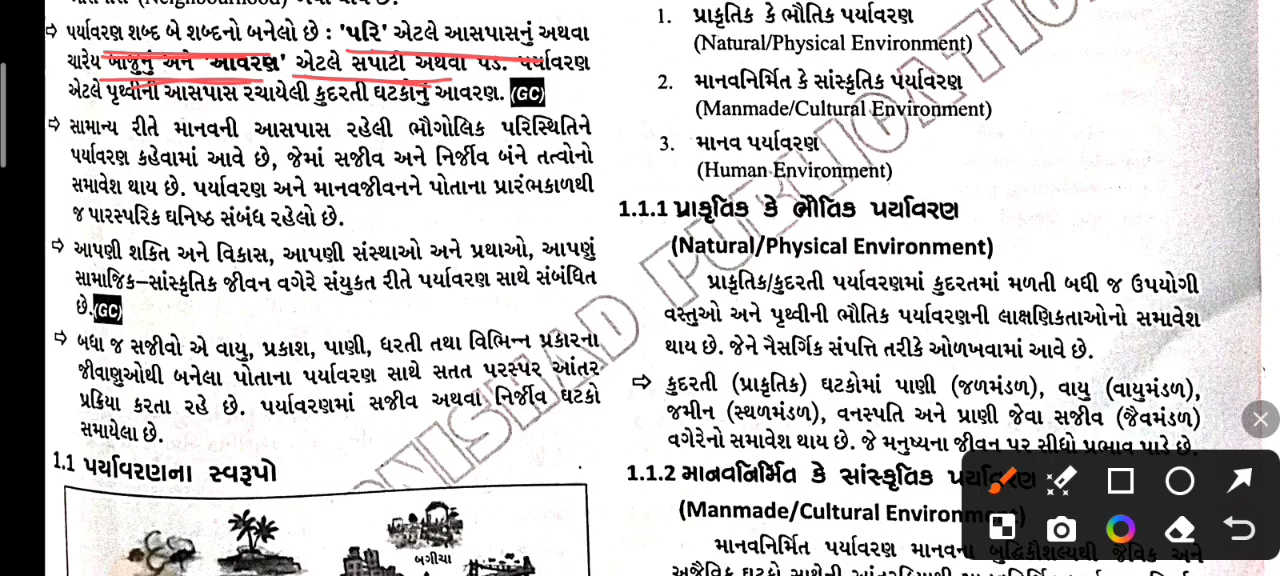 પર્યાવરણ શબ્દ બે શબ્દનો બનેલો છે : 'પરિ' એટલે આસપાસનું અથવા
ચારેય બાજુનું અને 'આવરણ' એટલે સપાટી અથવા પડ. પર્યાવરણ
એટલે પૃથ્વીની આસપાસ રચાયેલી કુદરતી ઘટકોનું આવરણ. (GC)
⇨ સામાન્ય રીતે માનવની આસપાસ રહેલી ભૌગોલિક પરિસ્થિતિને
પર્યાવરણ કહેવામાં આવે છે, જેમાં સજીવ અને નિર્જીવ બંને તત્વોનો
સમાવેશ થાય છે. પર્યાવરણ અને માનવજીવનને પોતાના પ્રારંભકાળથી
જ પારસ્પરિક ઘનિષ્ઠ સંબંધ રહેલો છે.
⇨ આપણી શક્તિ અને વિકાસ, આપણી સંસ્થાઓ અને પ્રથાઓ, આપણું
સામાજિક–સાંસ્કૃતિક જીવન વગેરે સંયુકત રીતે પર્યાવરણ સાથે સંબંધિત
છે. (GC)
⇨ બધા જ સજીવો એ વાયુ, પ્રકાશ, પાણી, ધરતી તથા વિભિન્ન પ્રકારના
જીવાણુઓથી બનેલા પોતાના પર્યાવરણ સાથે સતત પરસ્પર આંતર
પ્રક્રિયા કરતા રહે છે. પર્યાવરણમાં સજીવ અથવા નિર્જીવ ઘટકો
સમાયેલા છે.
1.1 પર્યાવરણના સ્વરૂપો
બગીચા
1. પ્રાકૃતિક કે ભૌતિક પર્યાવરણ
(Natural/Physical Environment)
2. માનવનિર્મિત કે સાંસ્કૃતિક પર્યાવરણ
(Manmade/Cultural Environment)
3. માનવ પર્યાવરણ
(Human Environment)
1.1.1 પ્રાકૃતિક કે ભૌતિક પર્યાવરણ
(Natural/Physical Environment)
પ્રાકૃતિક/કુદરતી પર્યાવરણમાં કુદરતમાં મળતી બધી જ ઉપયોગી
વસ્તુઓ અને પૃથ્વીની ભૌતિક પર્યાવરણની લાક્ષણિકતાઓનો સમાવેશ
થાય છે. જેને નૈસર્ગિક સંપત્તિ તરીકે ઓળખવામાં આવે છે.
⇨ કુદરતી (પ્રાકૃતિક) ઘટકોમાં પાણી (જળમંડળ), વાયુ (વાયુમંડળ),
જમીન (સ્થળમંડળ), વનસ્પતિ અને પ્રાણી જેવા સજીવ (જૈવમંડળ)
વગેરેનો સમાવેશ થાય છે. જે મનુષ્યના જીવન પર સીધો પ્રભાવ પાડે છે.
1.1.2 માનવનિર્મિત કે સાંસ્કૃતિક પર્યાવરણ
(Manmade/Cultural Environment)
માનવનિર્મિત પર્યાવરણ માનવના બુદ્ધિકૌશલ્યથી જૈવિક અને